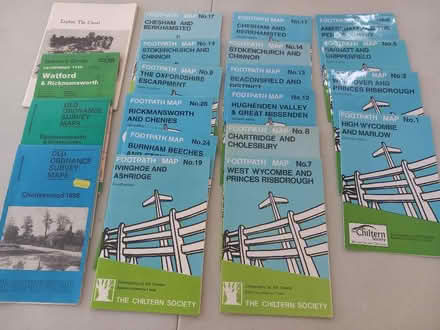 Explore The Chess
Watford
& Rickmansworth
OLD
ORDNANCE
SURVEY
MAPS
OLD
ORDNANCE
SURVEY
MAPS
Chorleywood 1896
FOOTPATH MAP No.17
CHESHAM AND
BERKHAMSTED
FOOTPATH MAP No.14
STOKENCHURCH AND
CHINNOR
FOOTPATH MAP No.9
THE OXFORDSHIRE
ESCARPMENT
FOOTPATH MAP No.26
RICKMANSWORTH
FOOTPATH MAP No.24
BURNHAM BEECHES
FOOTPATH MAP No.19
IVINGHOE AND
ASHRIDGE
THE CHILTERN SOCIETY
FOOTPATH MAP No.17
CHESHAM AND
BERKHAMSTED
FOOTPATH MAP No.14
STOKENCHURCH AND
CHINNOR
FOOTPATH MAP No.13
BEACONSFIELD AND
DISTRICT
FOOTPATH MAP No.12
HUGHENDEN VALLEY
& GREAT MISSENDEN
FOOTPATH MAP No.8
CHARTRIDGE AND
CHOLESBURY
FOOTPATH MAP No.7
WEST WYCOMBE AND
PRINCES RISBOROUGH
THE CHILTERN SOCIETY
FOOTPATH MAP
FOOTPATH MAP No.5
FOOTPATH MAP No.3
PRINCES RISBOROUGH
FOOTPATH MAP No.1
HIGH WYCOMBE
AND MARLOW
Chiltern
Society